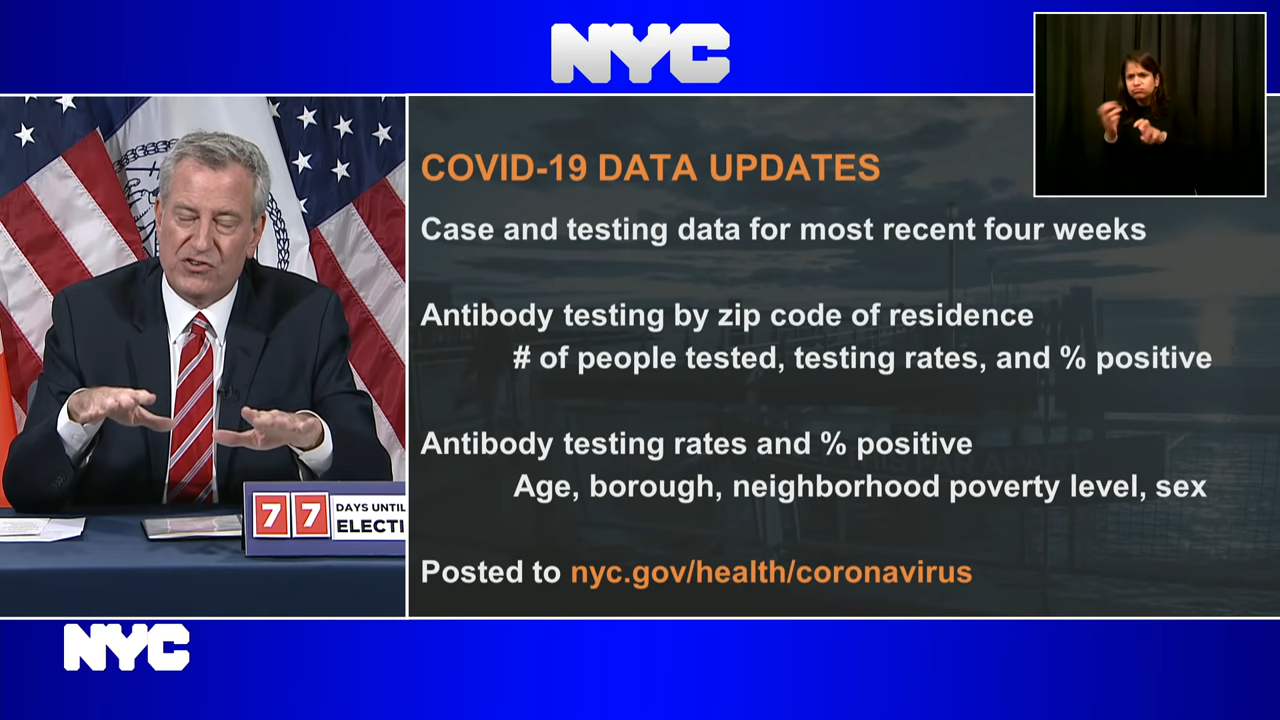 NYC
COVID-19 DATA UPDATES
Case and testing data for most recent four weeks
Antibody testing by zip code of residence
# of people tested, testing rates, and % positive
Antibody testing rates and % positive
Age, borough, neighborhood poverty level, sex
Posted to nyc.gov/health/coronavirus
77
DAYS UNTIL
ELECTI
NYC